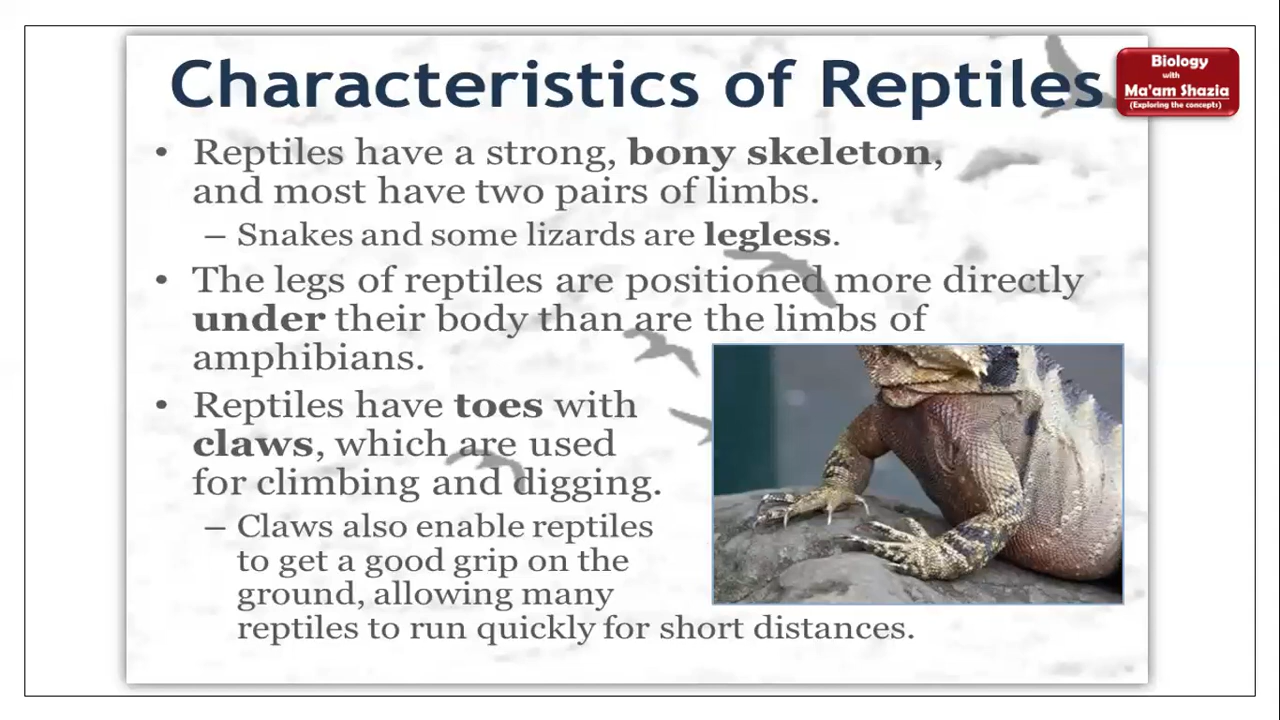 Characteristics of Reptiles
Biology
with
Ma'am Shazia
(Exploring the concepts)
• Reptiles have a strong, bony skeleton,
and most have two pairs of limbs.
– Snakes and some lizards are legless.
• The legs of reptiles are positioned more directly
under their body than are the limbs of
amphibians.
• Reptiles have toes with
claws, which are used
for climbing and digging.
– Claws also enable reptiles
to get a good grip on the
ground, allowing many
reptiles to run quickly for short distances.